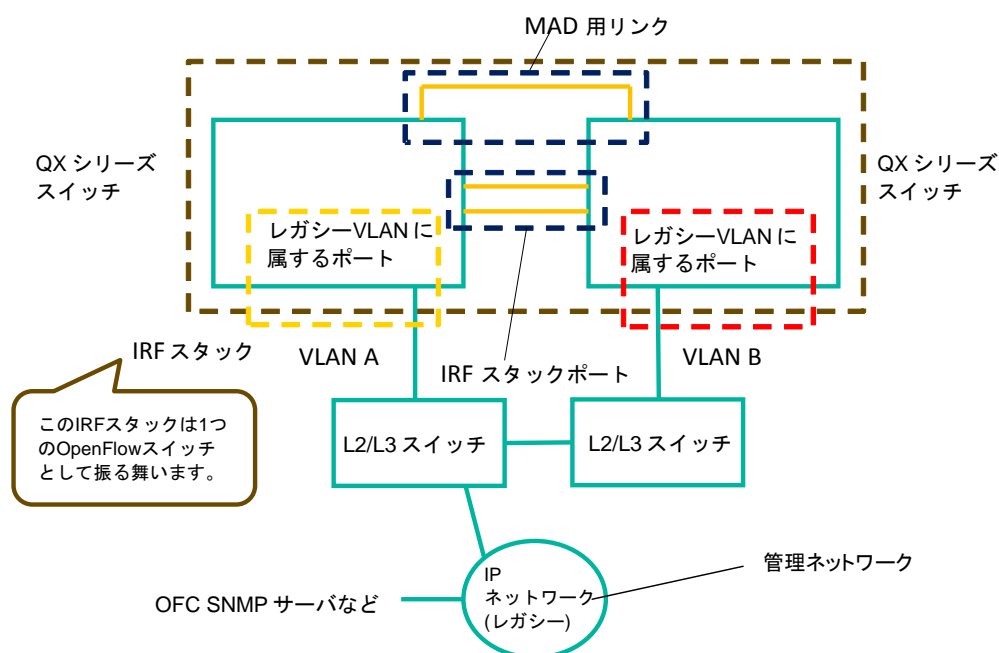 MAD 用リンク
QX シリーズ
スイッチ
QX シリーズ
スイッチ
レガシーVLAN に
属するポート
レガシーVLAN に
属するポート
IRF スタック
VLAN A
IRF スタックポート
VLAN B
このIRFスタックは1つ
のOpenFlowスイッチ
として振る舞います。
L2/L3 スイッチ
L2/L3 スイッチ
IP
ネットワーク
(レガシー)
管理ネットワーク
OFC SNMP サーバなど